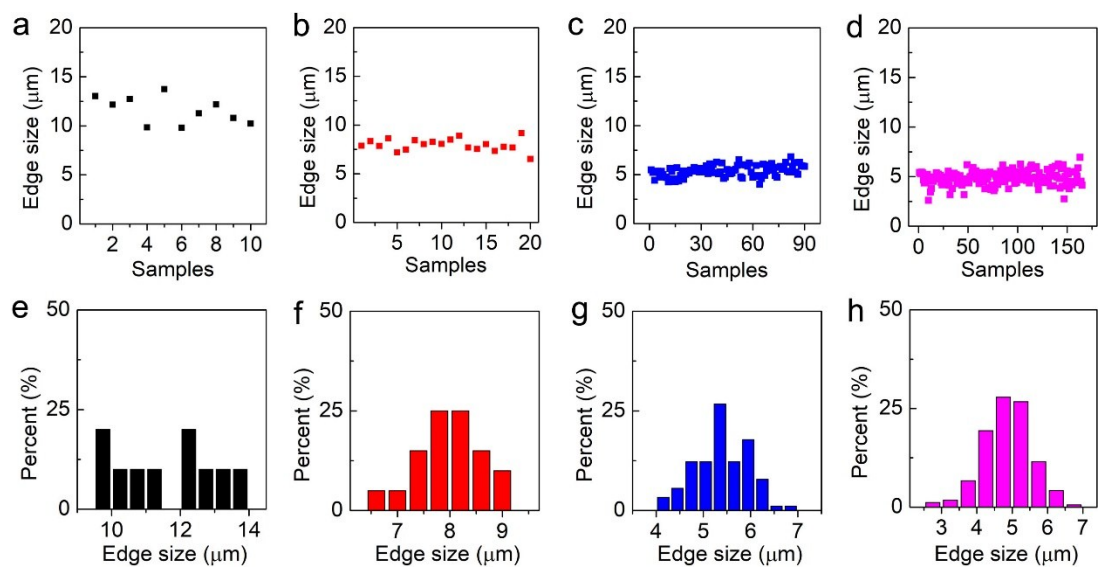 a
20
15
10
5
0
Edge size (μm)
2 4 6 8 10
Samples
b
20
15
10
5
0
Edge size (μm)
5 10 15 20
Samples
c
20
15
10
5
0
Edge size (μm)
0 30 60 90
Samples
d
20
15
10
5
0
Edge size (μm)
0 50 100 150
Samples
e
50
25
0
Percent (%)
10 12 14
Edge size (μm)
f
50
25
0
Percent (%)
7 8 9
Edge size (μm)
g
50
25
0
Percent (%)
4 5 6 7
Edge size (μm)
h
50
25
0
Percent (%)
3 4 5 6 7
Edge size (μm)